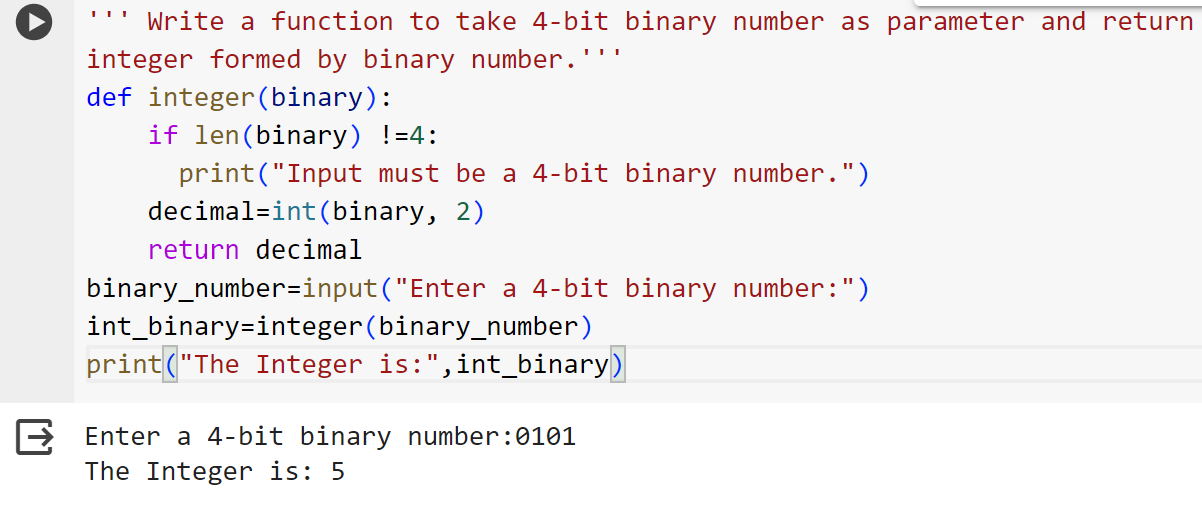 ''' Write a function to take 4-bit binary number as parameter and return
integer formed by binary number.'''
def integer(binary):
    if len(binary) !=4:
      print("Input must be a 4-bit binary number.")
    decimal=int(binary, 2)
    return decimal
binary_number=input("Enter a 4-bit binary number:")
int_binary=integer(binary_number)
print("The Integer is:",int_binary)
Enter a 4-bit binary number:0101
The Integer is: 5